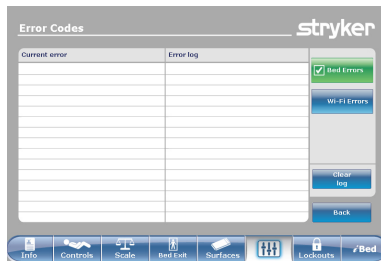 Error Codes
stryker
Current error
Error log
Bed Errors
Wi-Fi Errors
Clear
log
Back
Info
Controls
Scale
Bed Exit
Surfaces
Lockouts
iBed